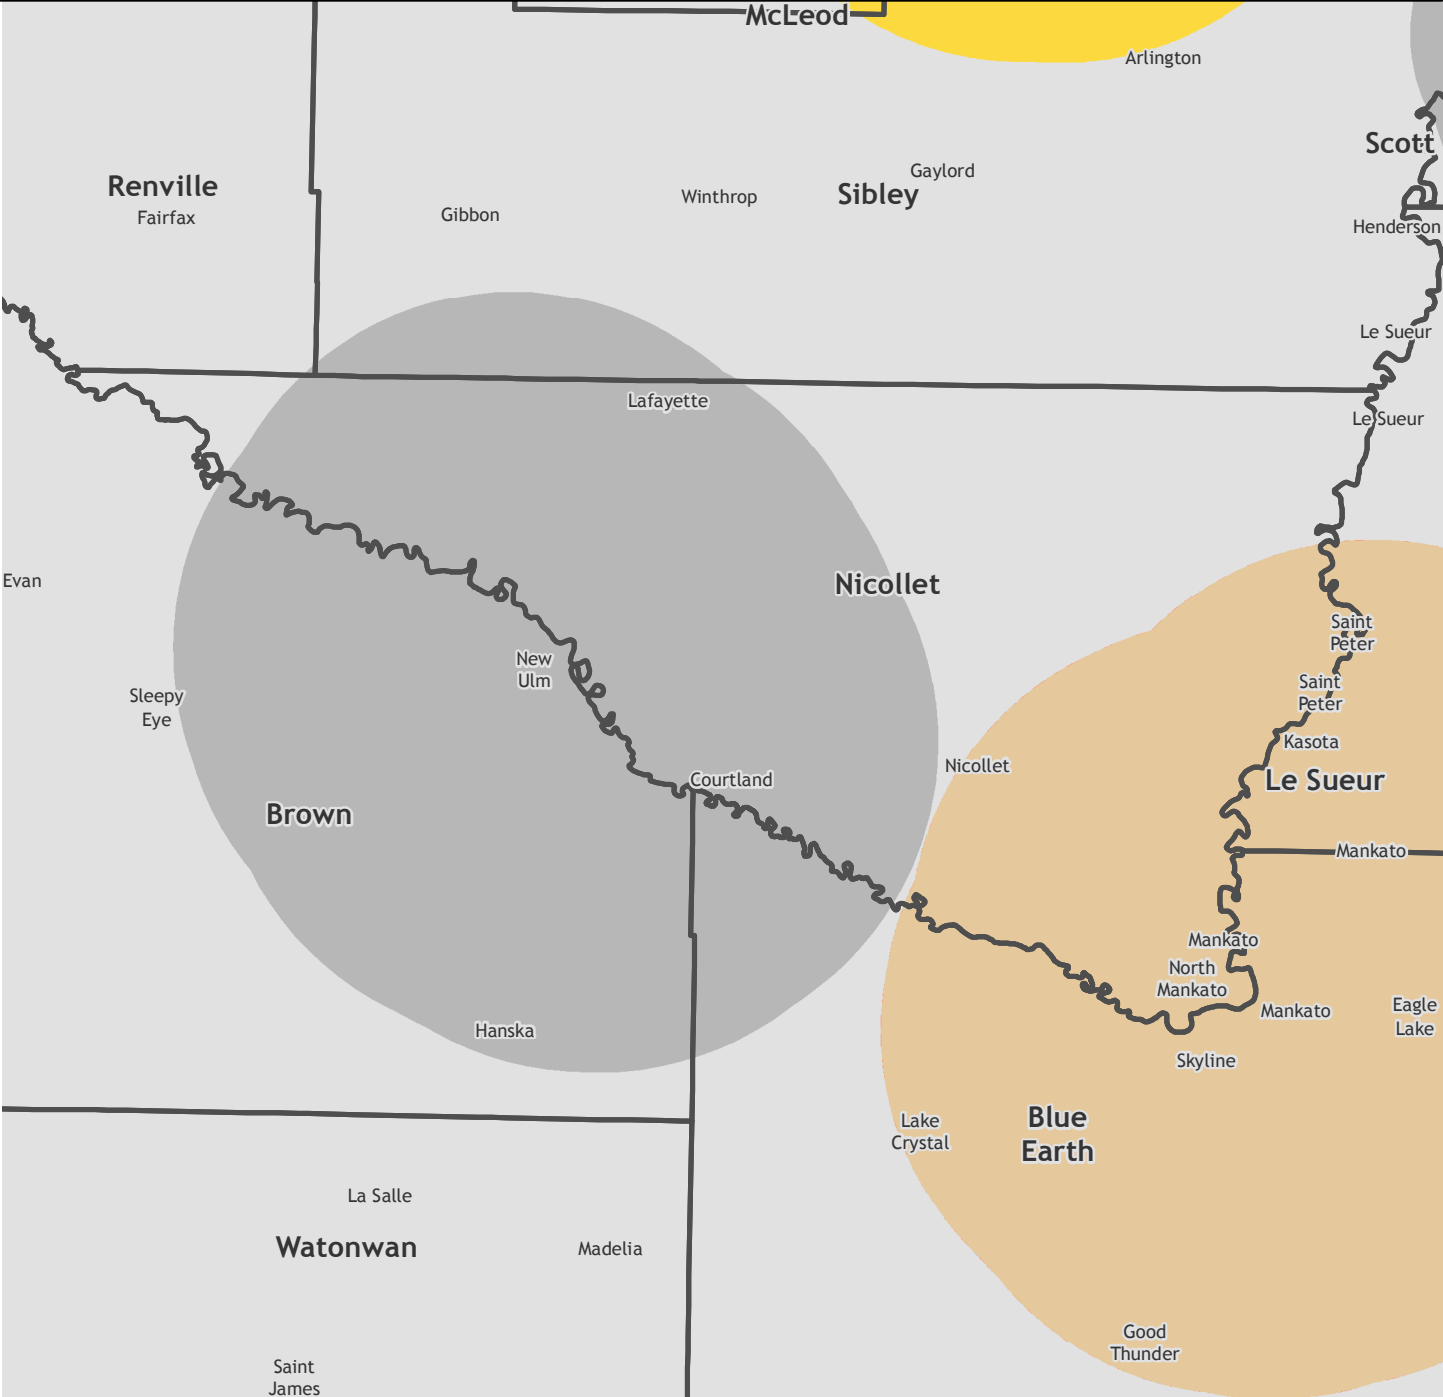 McLeod
Arlington
Scott
Gaylord
Renville
Sibley
Winthrop
Fairfax
Gibbon
Henderson
Le Sueur
Lafayette
Le Sueur
Evan
Nicollet
Saint
Peter
New
Ulm
Saint
Peter
Sleepy
Eye
Kasota
Nicollet
Courtland
Le Sueur
Brown
Mankato
Mankato
North
Mankato
Mankato
Eagle
Lake
Hanska
Skyline
Lake
Crystal
Blue
Earth
La Salle
Watonwan
Madelia
Good
Thunder
Saint
James